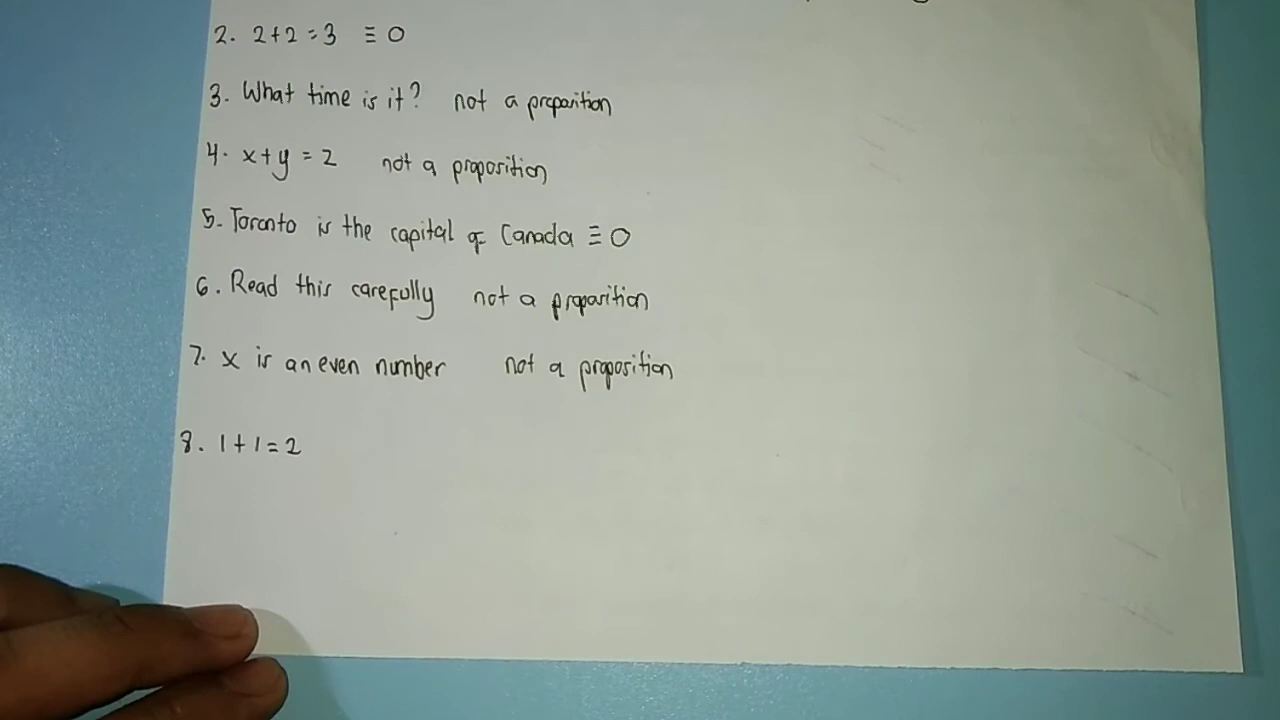 2. 2+2=3 ≡ 0
3. What time is it? not a proposition
4. x+y = 2 not a proposition
5. Toronto is the capital of Canada ≡ 0
6. Read this carefully not a proposition
7. x is an even number not a proposition
8. 1+1=2